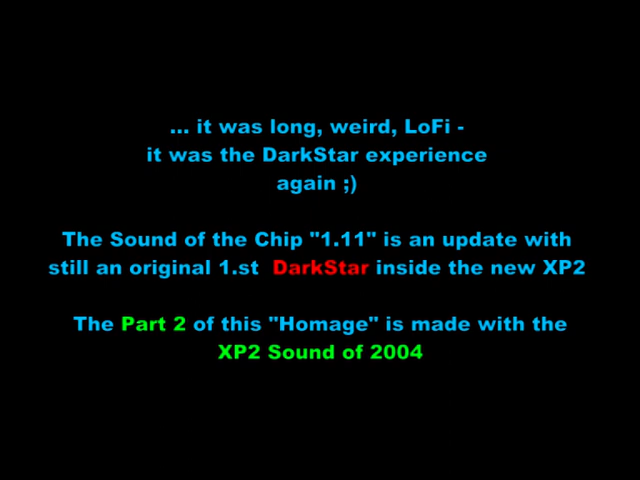 ... it was long, weird, LoFi -
it was the DarkStar experience
again ;)
The Sound of the Chip "1.11" is an update with
still an original 1.st DarkStar inside the new XP2
The Part 2 of this "Homage" is made with the
XP2 Sound of 2004